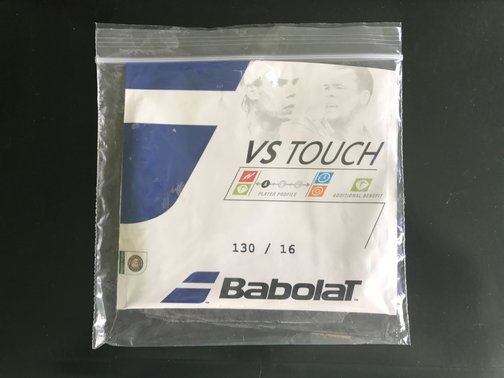 VS TOUCH
PLAYER PROFILE
ADDITIONAL BENEFIT
130 / 16
BabolaT